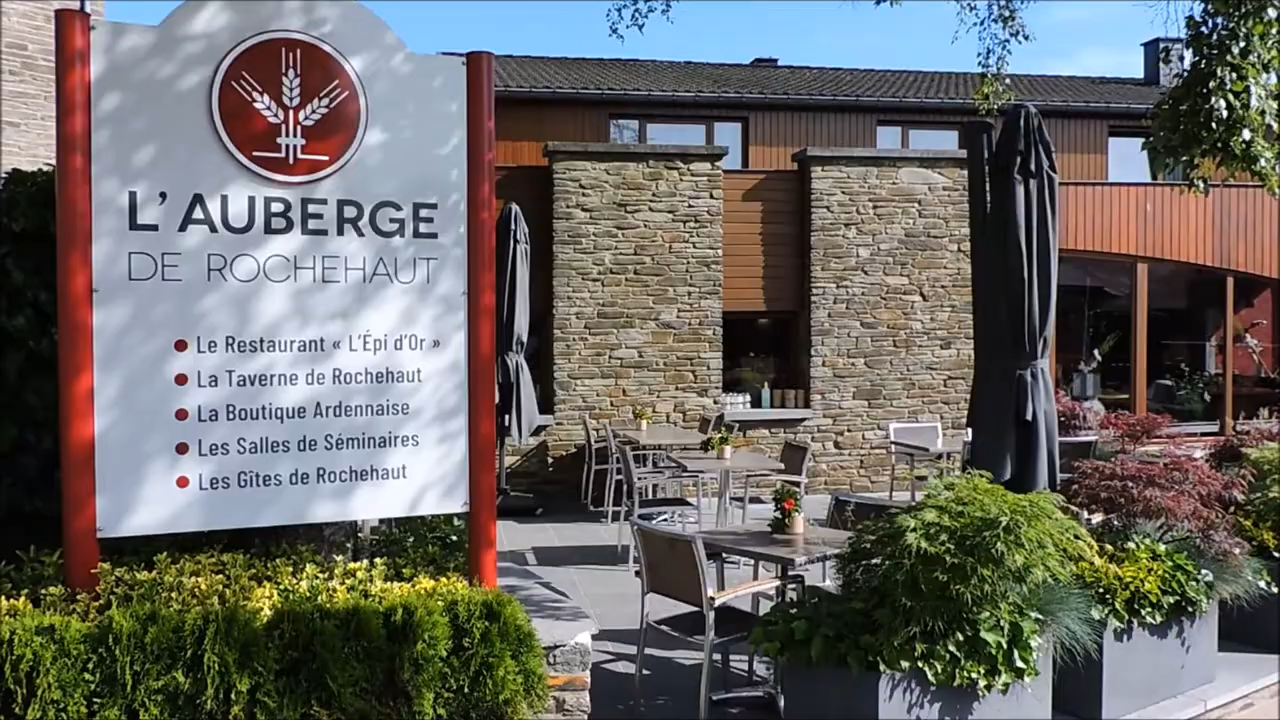 L'AUBERGE
DE ROCHEHAUT
• Le Restaurant « L'Épi d'Or »
• La Taverne de Rochehaut
• La Boutique Ardennaise
• Les Salles de Séminaires
• Les Gîtes de Rochehaut